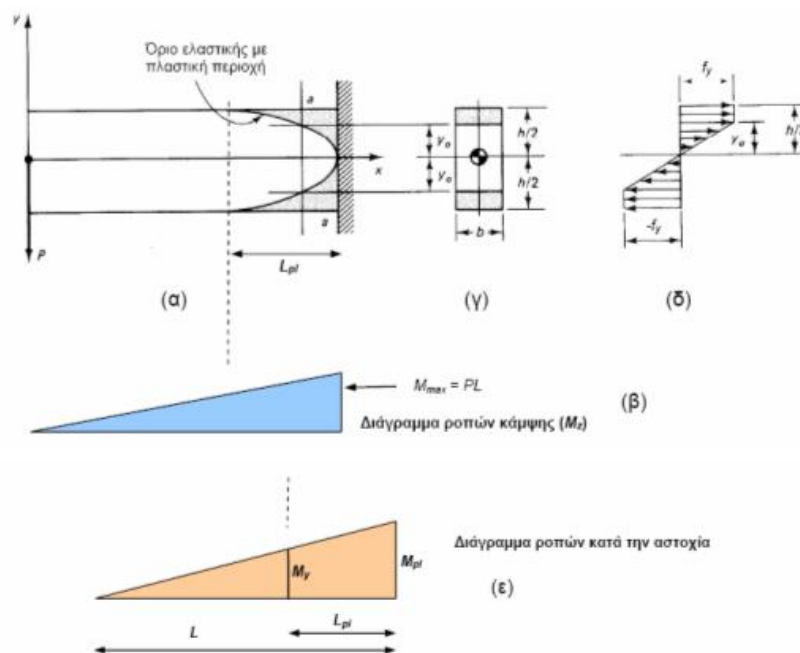 y
Όριο ελαστικής με
πλαστική περιοχή
a
y₀
y₀
x
a
P
L_pl
(α)
h/2
h/2
b
(γ)
f_y
h/
y₀
-f_y
(δ)
M_max = PL
Διάγραμμα ροπών κάμψης (M_z)
(β)
Διάγραμμα ροπών κατά την αστοχία
M_y
M_pl
(ε)
L_pl
L